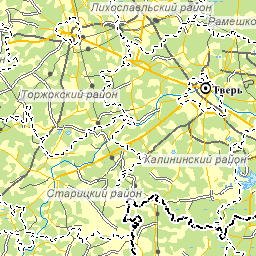 Лихославльский район
Рамешко
Торжокский район
Тверь
Калининский район
Старицкий район